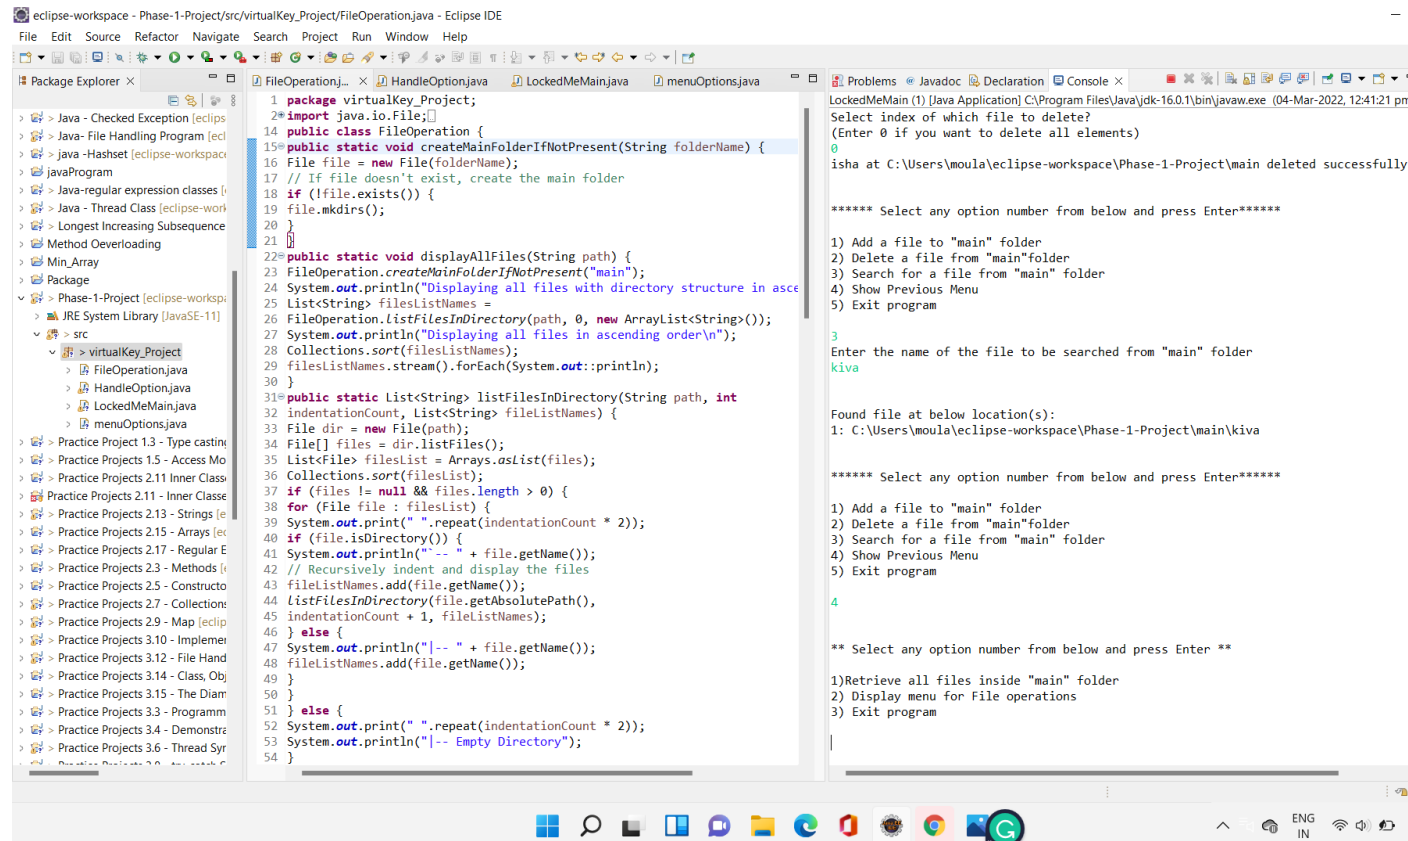 eclipse-workspace - Phase-1-Project/src/virtualKey_Project/FileOperation.java - Eclipse IDE
File Edit Source Refactor Navigate Search Project Run Window Help
Package Explorer
> Java - Checked Exception [eclips
> Java- File Handling Program [ecl
> java -Hashset [eclipse-workspace
javaProgram
> Java-regular expression classes [
> Java - Thread Class [eclipse-work
> Longest Increasing Subsequence
Method Oeverloading
Min_Array
Package
> Phase-1-Project [eclipse-workspa
JRE System Library [JavaSE-11]
> src
> virtualKey_Project
FileOperation.java
HandleOption.java
LockedMeMain.java
menuOptions.java
> Practice Project 1.3 - Type casting
> Practice Projects 1.5 - Access Mo
> Practice Projects 2.11 Inner Class
Practice Projects 2.11 - Inner Classe
> Practice Projects 2.13 - Strings [e
> Practice Projects 2.15 - Arrays [ec
> Practice Projects 2.17 - Regular E
> Practice Projects 2.3 - Methods [
> Practice Projects 2.5 - Constructo
> Practice Projects 2.7 - Collections
> Practice Projects 2.9 - Map [eclip
> Practice Projects 3.10 - Implemer
> Practice Projects 3.12 - File Hand
> Practice Projects 3.14 - Class, Obj
> Practice Projects 3.15 - The Diam
> Practice Projects 3.3 - Programm
> Practice Projects 3.4 - Demonstra
> Practice Projects 3.6 - Thread Syr
FileOperation.j... HandleOption.java LockedMeMain.java menuOptions.java
1 package virtualKey_Project;
2 import java.io.File;
14 public class FileOperation {
15 public static void createMainFolderIfNotPresent(String folderName) {
16 File file = new File(folderName);
17 // If file doesn't exist, create the main folder
18 if (!file.exists()) {
19 file.mkdirs();
20 }
21 }
22 public static void displayAllFiles(String path) {
23 FileOperation.createMainFolderIfNotPresent("main");
24 System.out.println("Displaying all files with directory structure in asce
25 List<String> filesListNames =
26 FileOperation.listFilesInDirectory(path, 0, new ArrayList<String>());
27 System.out.println("Displaying all files in ascending order\n");
28 Collections.sort(filesListNames);
29 filesListNames.stream().forEach(System.out::println);
30 }
31 public static List<String> listFilesInDirectory(String path, int
32 indentationCount, List<String> fileListNames) {
33 File dir = new File(path);
34 File[] files = dir.listFiles();
35 List<File> filesList = Arrays.asList(files);
36 Collections.sort(filesList);
37 if (files != null && files.length > 0) {
38 for (File file : filesList) {
39 System.out.print(" ".repeat(indentationCount * 2));
40 if (file.isDirectory()) {
41 System.out.println("`-- " + file.getName());
42 // Recursively indent and display the files
43 fileListNames.add(file.getName());
44 listFilesInDirectory(file.getAbsolutePath(),
45 indentationCount + 1, fileListNames);
46 } else {
47 System.out.println("|-- " + file.getName());
48 fileListNames.add(file.getName());
49 }
50 }
51 } else {
52 System.out.print(" ".repeat(indentationCount * 2));
53 System.out.println("|-- Empty Directory");
54 }
Problems Javadoc Declaration Console
LockedMeMain (1) [Java Application] C:\Program Files\Java\jdk-16.0.1\bin\javaw.exe (04-Mar-2022, 12:41:21 pm
Select index of which file to delete?
(Enter 0 if you want to delete all elements)
0
isha at C:\Users\moula\eclipse-workspace\Phase-1-Project\main deleted successfully
****** Select any option number from below and press Enter******
1) Add a file to "main" folder
2) Delete a file from "main"folder
3) Search for a file from "main" folder
4) Show Previous Menu
5) Exit program
3
Enter the name of the file to be searched from "main" folder
kiva
Found file at below location(s):
1: C:\Users\moula\eclipse-workspace\Phase-1-Project\main\kiva
****** Select any option number from below and press Enter******
1) Add a file to "main" folder
2) Delete a file from "main"folder
3) Search for a file from "main" folder
4) Show Previous Menu
5) Exit program
4
** Select any option number from below and press Enter **
1)Retrieve all files inside "main" folder
2) Display menu for File operations
3) Exit program
ENG
IN